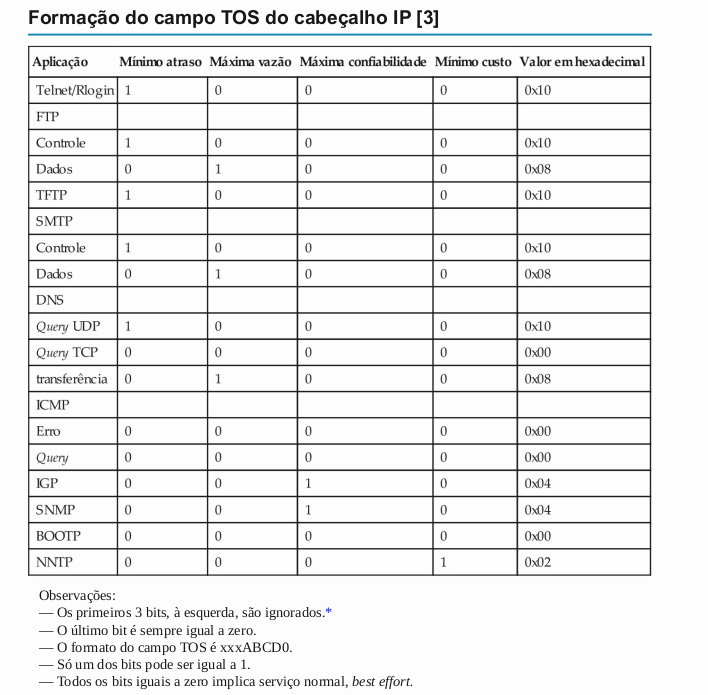 Formação do campo TOS do cabeçalho IP [3]
Aplicação Mínimo atraso Máxima vazão Máxima confiabilidade Mínimo custo Valor em hexadecimal
Telnet/Rlogin 1 0 0 0 0x10
FTP
Controle 1 0 0 0 0x10
Dados 0 1 0 0 0x08
TFTP 1 0 0 0 0x10
SMTP
Controle 1 0 0 0 0x10
Dados 0 1 0 0 0x08
DNS
Query UDP 1 0 0 0 0x10
Query TCP 0 0 0 0 0x00
transferência 0 1 0 0 0x08
ICMP
Erro 0 0 0 0 0x00
Query 0 0 0 0 0x00
IGP 0 0 1 0 0x04
SNMP 0 0 1 0 0x04
BOOTP 0 0 0 0 0x00
NNTP 0 0 0 1 0x02
Observações:
— Os primeiros 3 bits, à esquerda, são ignorados.*
— O último bit é sempre igual a zero.
— O formato do campo TOS é xxxABCD0.
— Só um dos bits pode ser igual a 1.
— Todos os bits iguais a zero implica serviço normal, best effort.